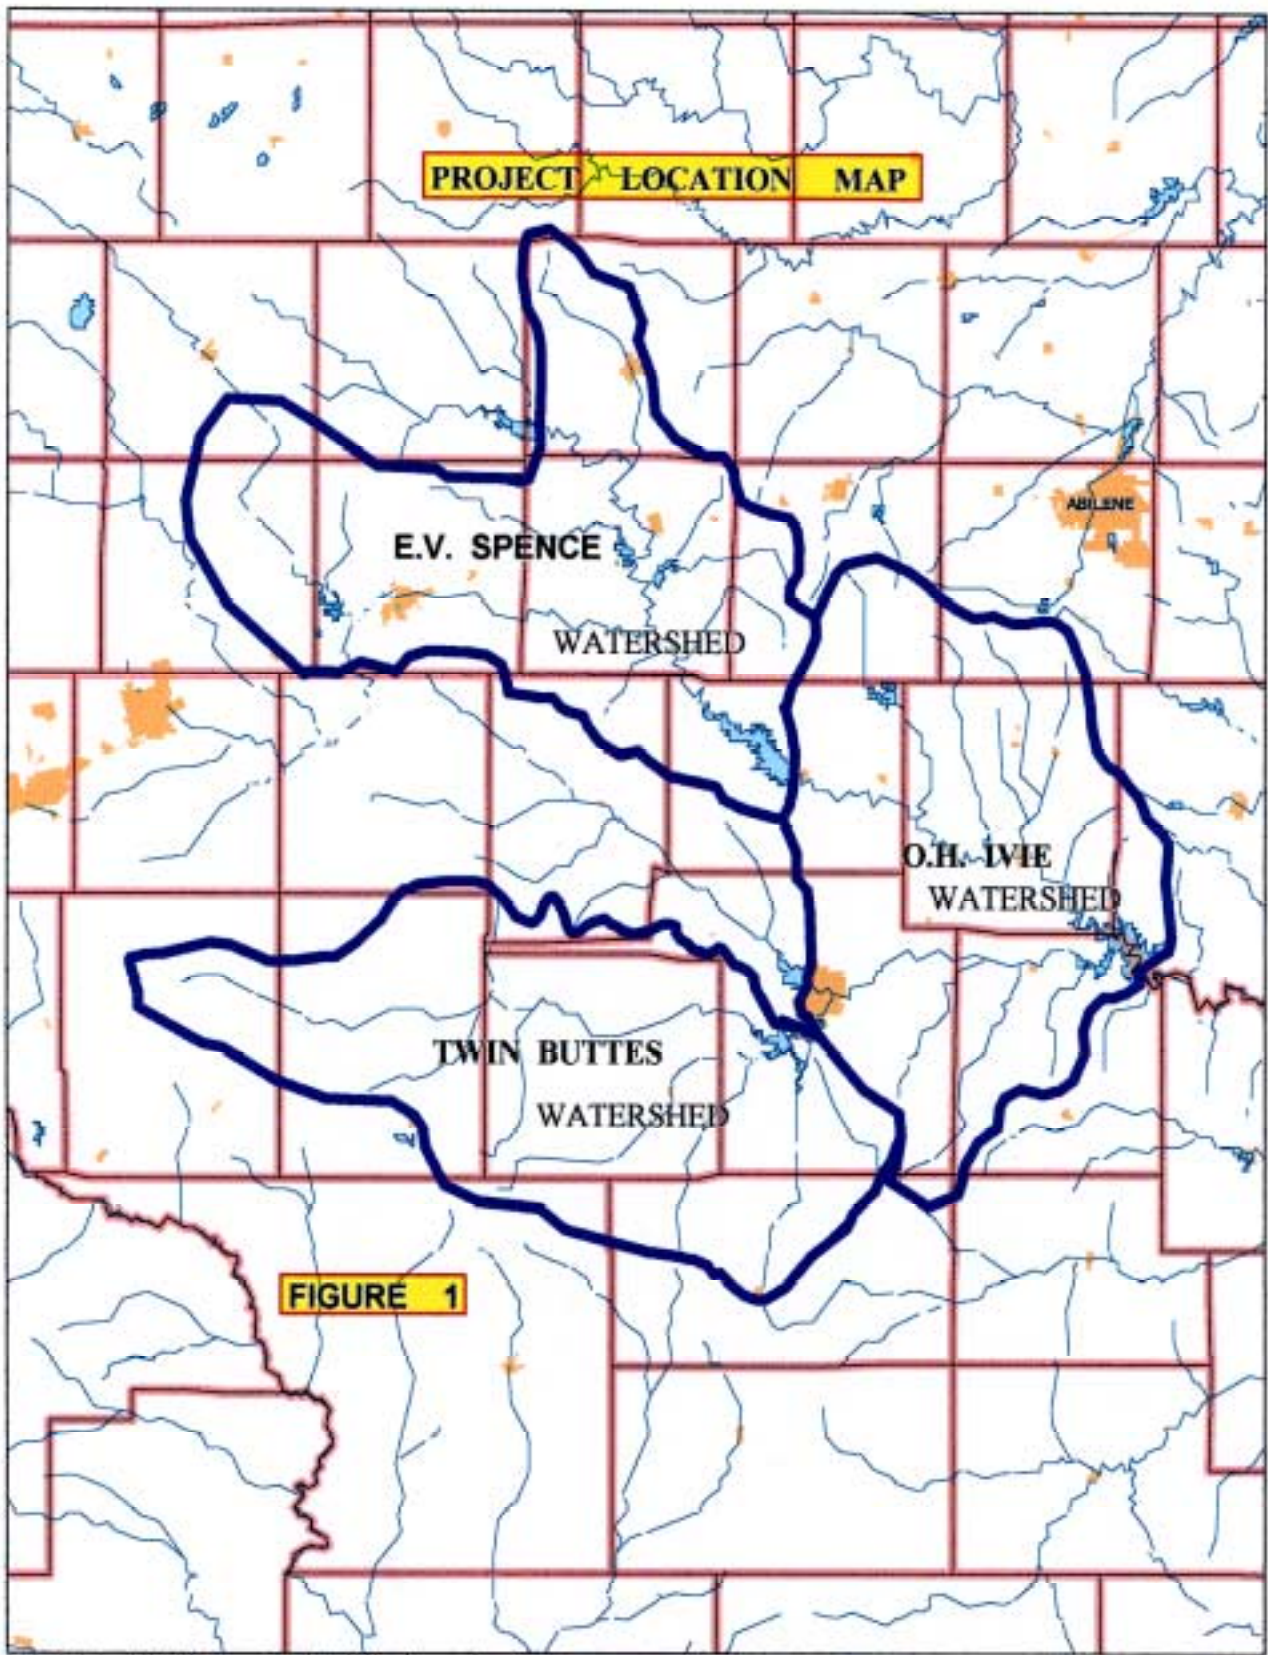 PROJECT LOCATION MAP
ABILENE
E.V. SPENCE
WATERSHED
O.H. IVIE
WATERSHED
TWIN BUTTES
WATERSHED
FIGURE 1